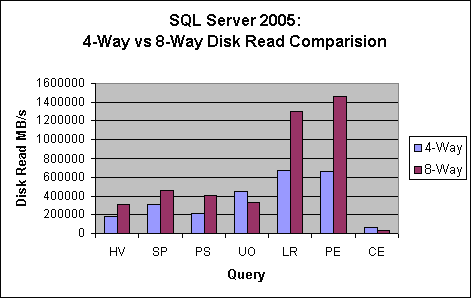 SQL Server 2005:
4-Way vs 8-Way Disk Read Comparision
Disk Read MB/s
1600000
1400000
1200000
1000000
800000
600000
400000
200000
0
HV SP PS UO LR PE CE
Query
4-Way
8-Way